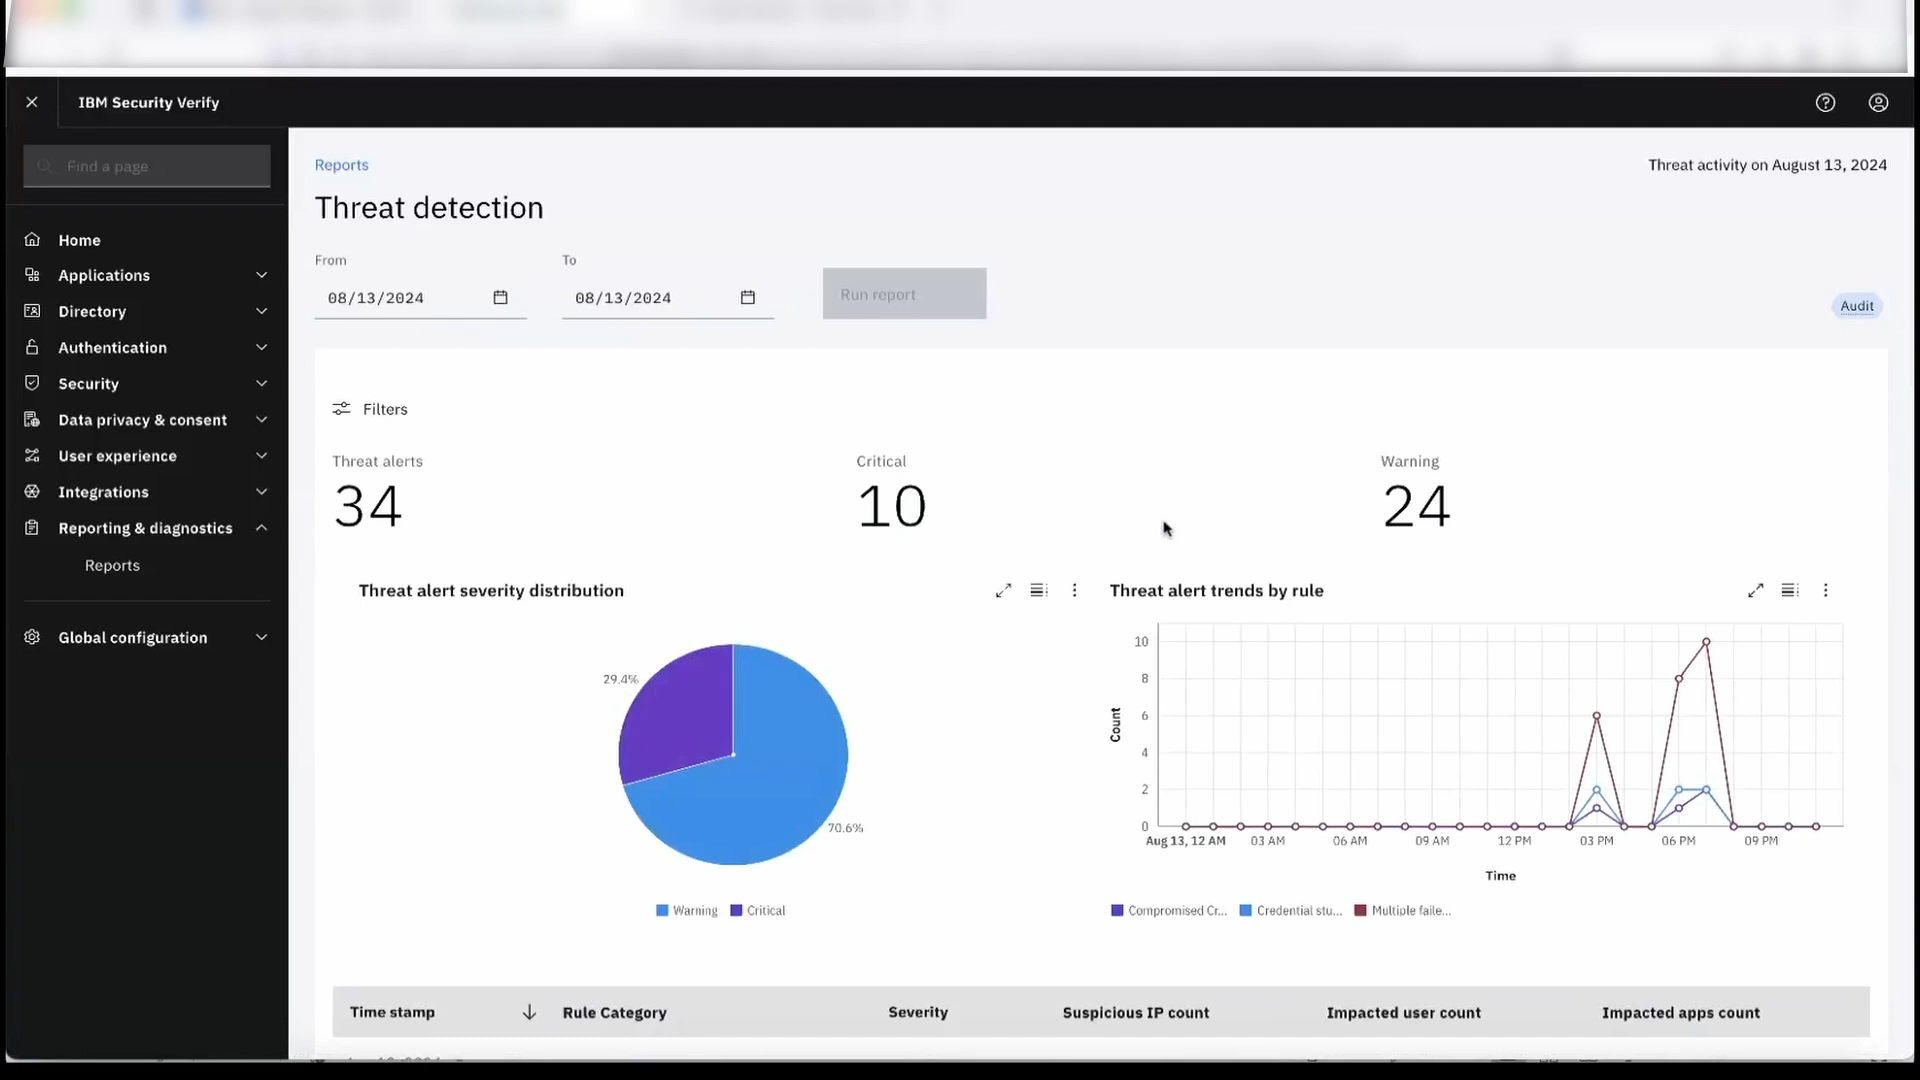 IBM Security Verify
Find a page
Home
Applications
Directory
Authentication
Security
Data privacy & consent
User experience
Integrations
Reporting & diagnostics
Reports
Global configuration
Reports
Threat activity on August 13, 2024
Threat detection
From
To
08/13/2024
08/13/2024
Run report
Audit
Filters
Threat alerts
Critical
Warning
34
10
24
Threat alert severity distribution
29.4%
70.6%
Warning
Critical
Threat alert trends by rule
Count
10
8
6
4
2
0
Aug 13, 12 AM
03 AM
06 AM
09 AM
12 PM
03 PM
06 PM
09 PM
Time
Compromised Cr...
Credential stu...
Multiple faile...
Time stamp
Rule Category
Severity
Suspicious IP count
Impacted user count
Impacted apps count